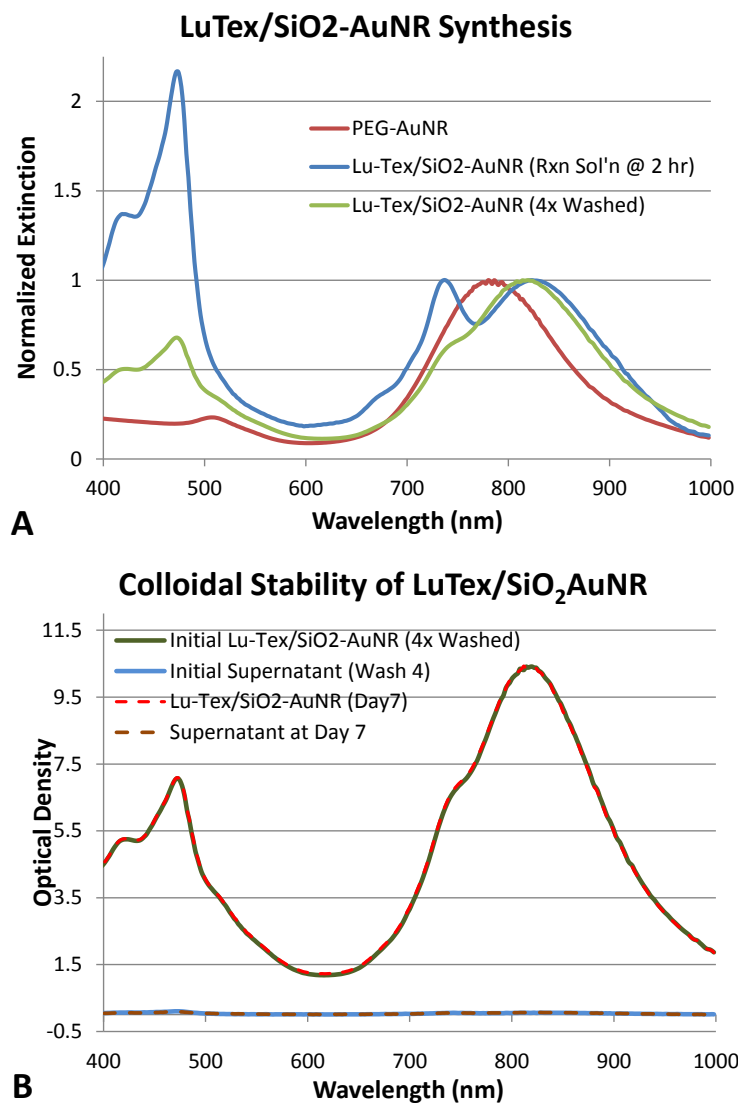 LuTex/SiO2-AuNR Synthesis
2
1.5
1
0.5
0
Normalized Extinction
PEG-AuNR
Lu-Tex/SiO2-AuNR (Rxn Sol'n @ 2 hr)
Lu-Tex/SiO2-AuNR (4x Washed)
400 500 600 700 800 900 1000
Wavelength (nm)
A
Colloidal Stability of LuTex/SiO₂AuNR
11.5
9.5
7.5
5.5
3.5
1.5
-0.5
Optical Density
Initial Lu-Tex/SiO2-AuNR (4x Washed)
Initial Supernatant (Wash 4)
Lu-Tex/SiO2-AuNR (Day7)
Supernatant at Day 7
400 500 600 700 800 900 1000
Wavelength (nm)
B